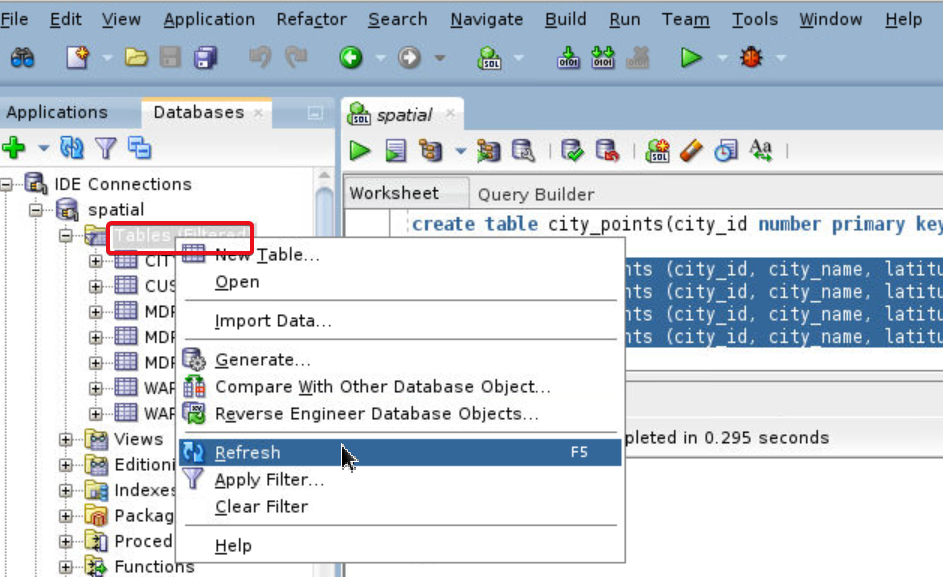 File Edit View Application Refactor Search Navigate Build Run Team Tools Window Help
Applications
Databases
spatial
IDE Connections
spatial
Tables (Filtered)
CIT
CUS
MDR
MDR
MDR
WAR
WAR
Views
Editioni
Indexes
Packag
Proced
Functions
New Table...
Open
Import Data...
Generate...
Compare With Other Database Object...
Reverse Engineer Database Objects...
Refresh F5
Apply Filter...
Clear Filter
Help
Worksheet
Query Builder
create table city_points(city_id number primary key
nts (city_id, city_name, latitu
nts (city_id, city_name, latitu
nts (city_id, city_name, latitu
nts (city_id, city_name, latitu
pleted in 0.295 seconds